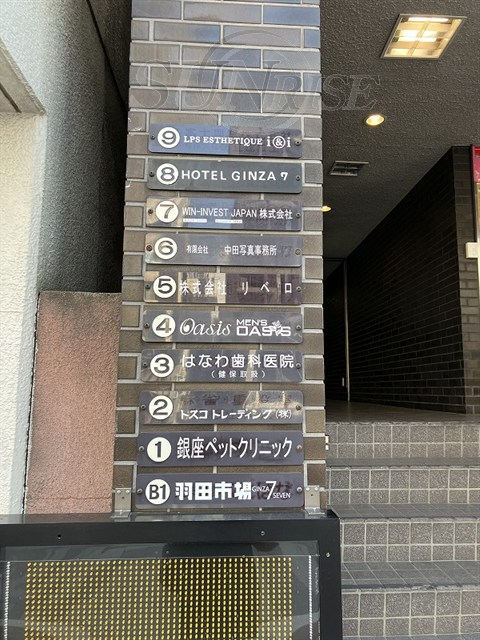 SUNRISE
9 LPS ESTHETIQUE i&i
8 HOTEL GINZA 7
7 WIN-INVEST JAPAN 株式会社
6 有限会社 中田写真事務所
5 株式会社 リベロ
4 Oasis MEN'S OASIS
3 はなわ歯科医院
(健保取扱)
2 トスコ トレーディング(株)
1 銀座ペットクリニック
B1 羽田市場 GINZA 7 SEVEN